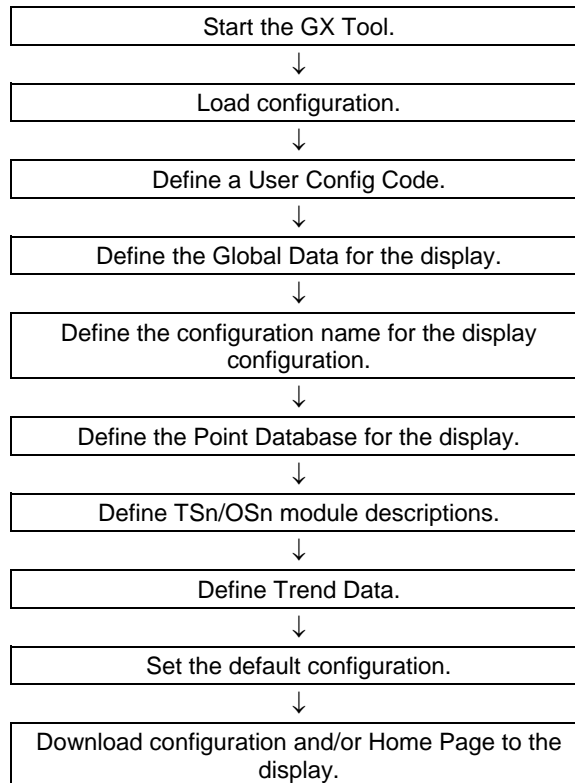 Start the GX Tool.
↓
Load configuration.
↓
Define a User Config Code.
↓
Define the Global Data for the display.
↓
Define the configuration name for the display
configuration.
↓
Define the Point Database for the display.
↓
Define TSn/OSn module descriptions.
↓
Define Trend Data.
↓
Set the default configuration.
↓
Download configuration and/or Home Page to the
display.